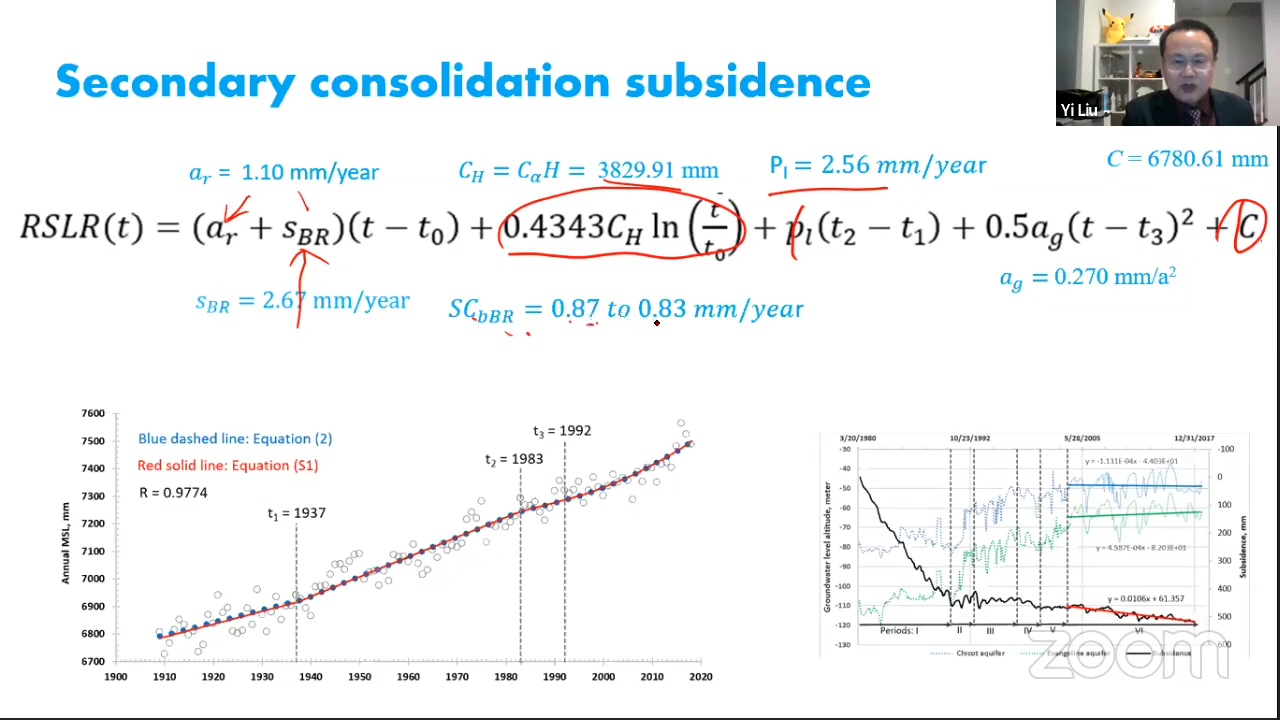 Yi Liu
Secondary consolidation subsidence
a_r = 1.10 mm/year
C_H = C_αH = 3829.91 mm
P_l = 2.56 mm/year
C = 6780.61 mm
RSLR(t) = (a_r + s_BR)(t − t_0) + 0.4343C_H ln(t/t_0) + p_l(t_2 − t_1) + 0.5a_g(t − t_3)² + C
a_g = 0.270 mm/a²
s_BR = 2.67 mm/year
SC_bBR = 0.87 to 0.83 mm/year
7600
7500
7400
7300
7200
7100
7000
6900
6800
6700
Annual MSL, mm
Blue dashed line: Equation (2)
Red solid line: Equation (S1)
R = 0.9774
t_1 = 1937
t_2 = 1983
t_3 = 1992
1900 1910 1920 1930 1940 1950 1960 1970 1980 1990 2000 2010 2020
3/20/1980 10/23/1992 5/28/2005 12/31/2017
-30
-40
-50
-60
-70
-80
-90
-100
-110
-120
-130
Groundwater level altitude, meter
-100
0
100
200
300
400
500
600
Subsidence, mm
y = -1.131E-04x - 4.403E+01
y = 4.587E-04x - 8.203E+01
y = 0.0106x + 61.357
Periods: I II III IV V VI
Chicot aquifer Evangeline aquifer Subsidence
zoom